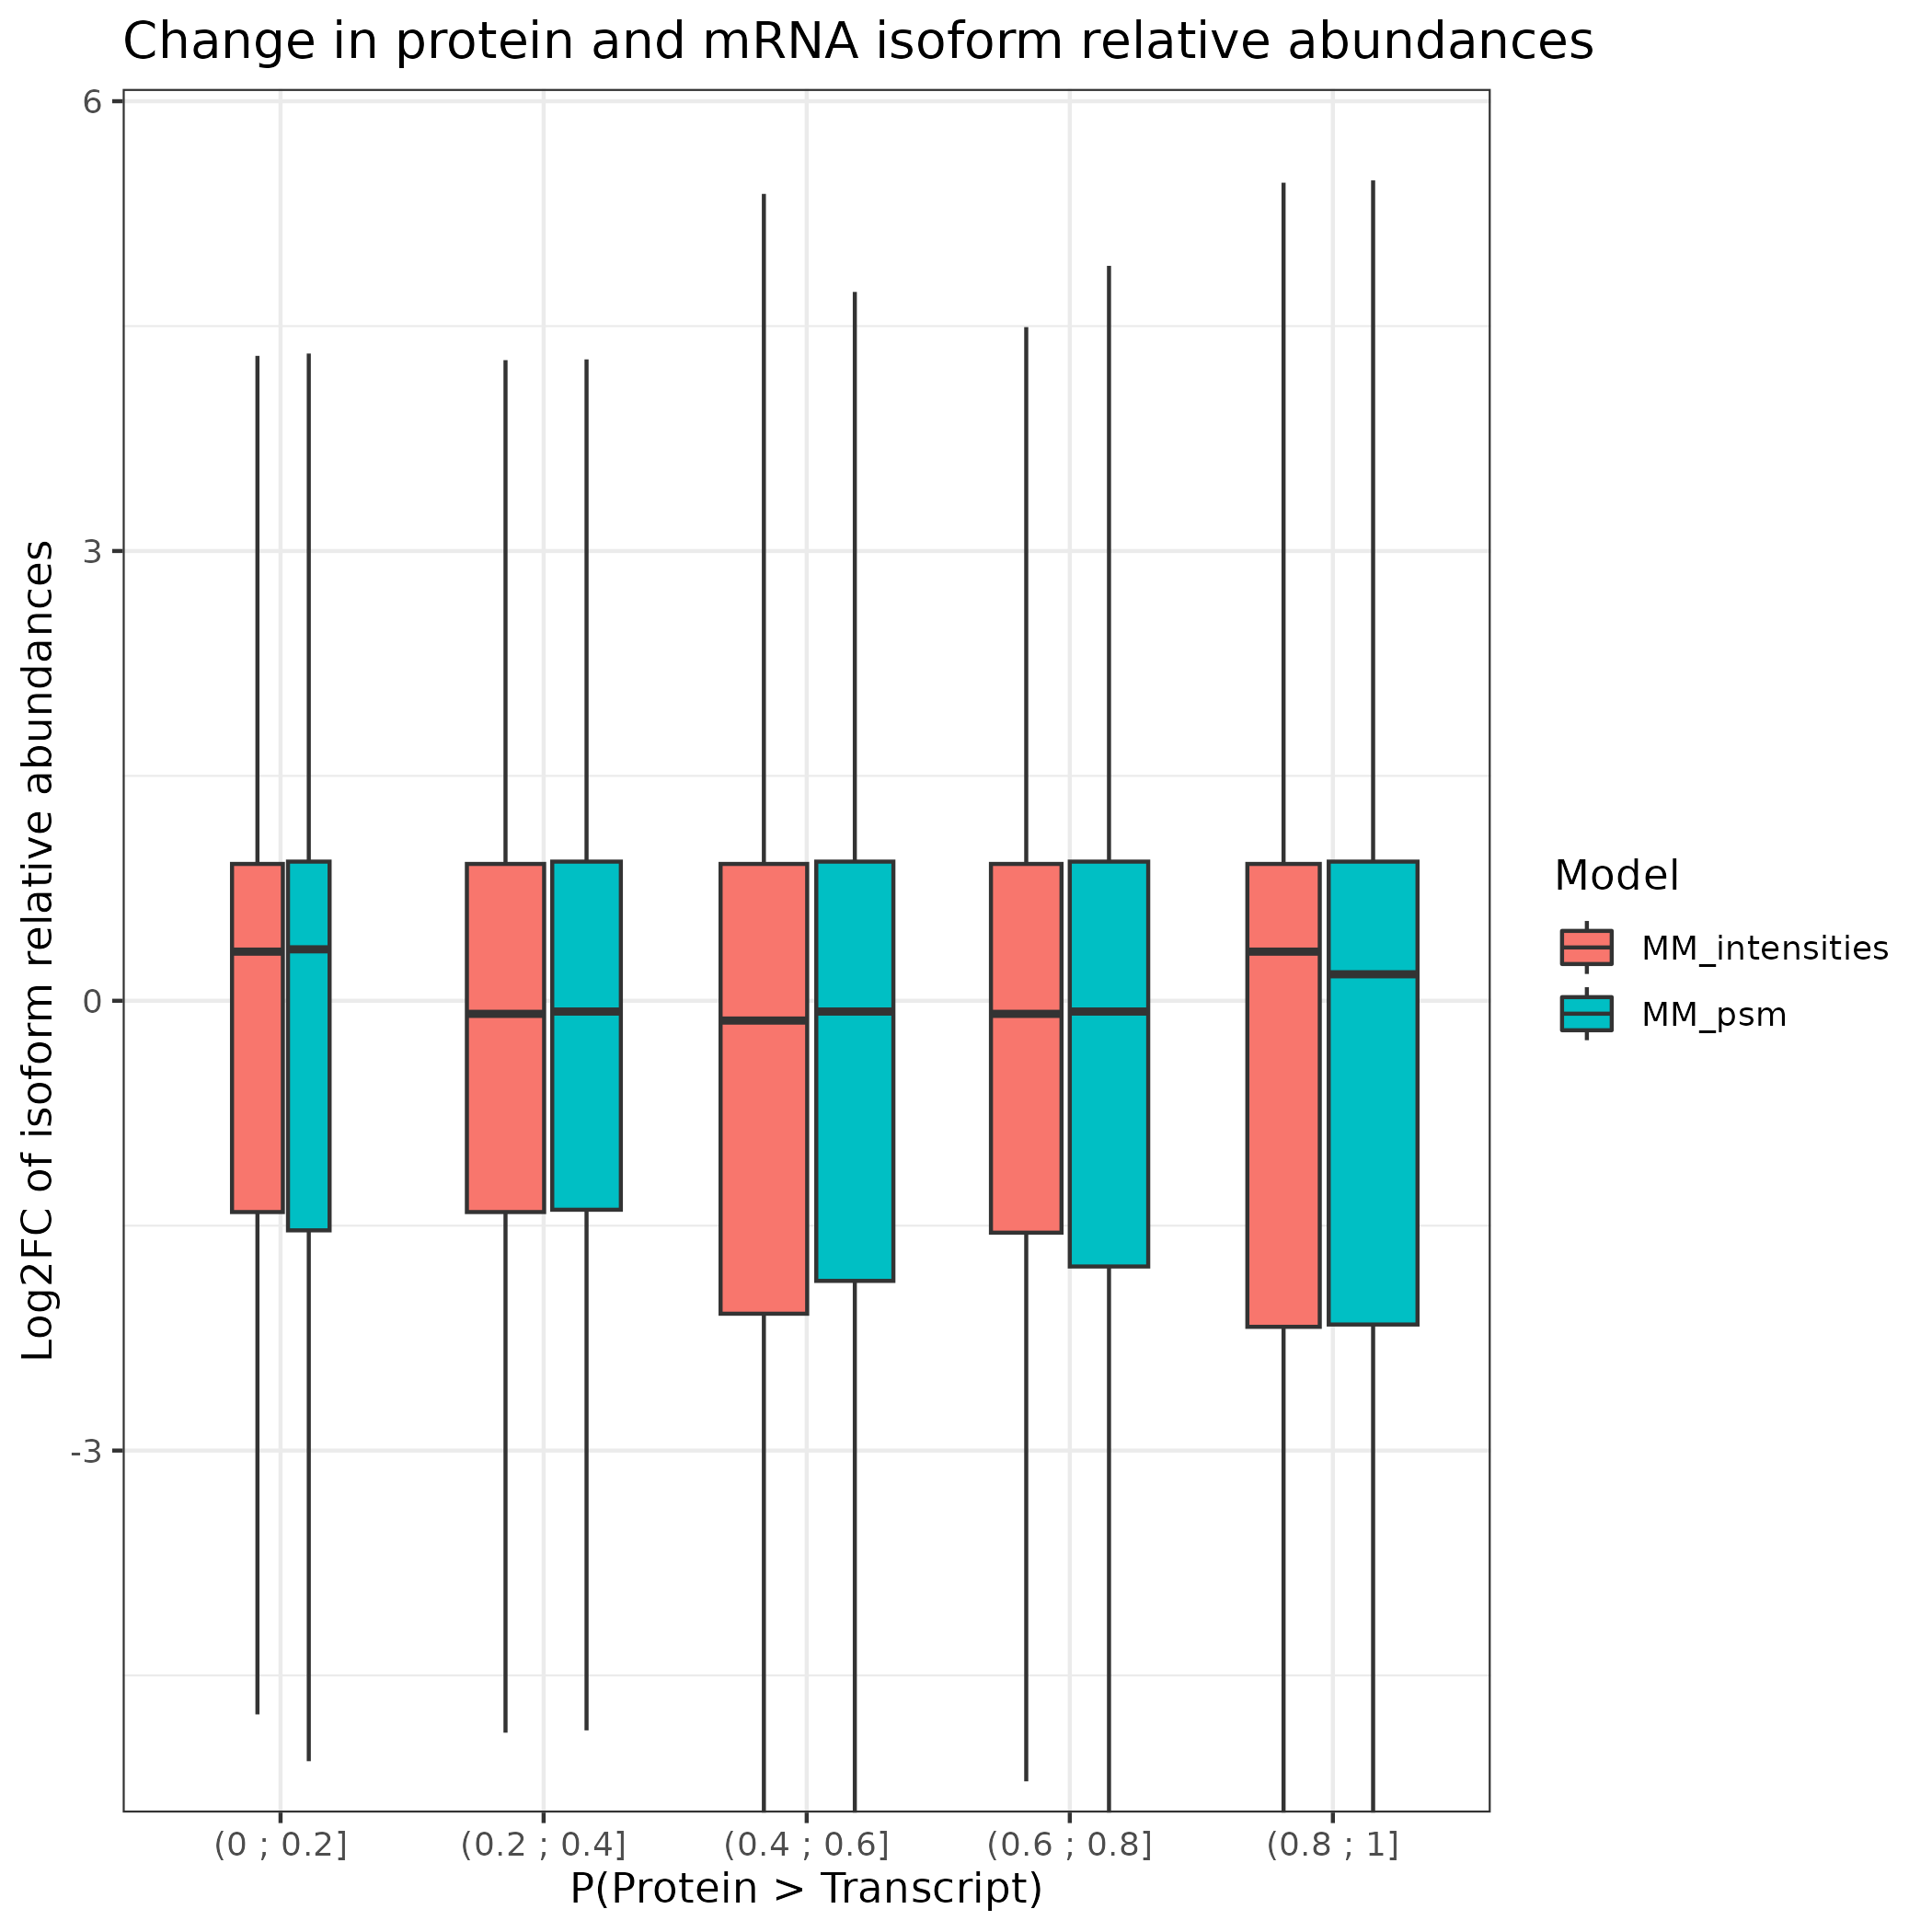 Change in protein and mRNA isoform relative abundances
Log2FC of isoform relative abundances
6
3
0
-3
(0 ; 0.2]
(0.2 ; 0.4]
(0.4 ; 0.6]
(0.6 ; 0.8]
(0.8 ; 1]
P(Protein > Transcript)
Model
MM_intensities
MM_psm